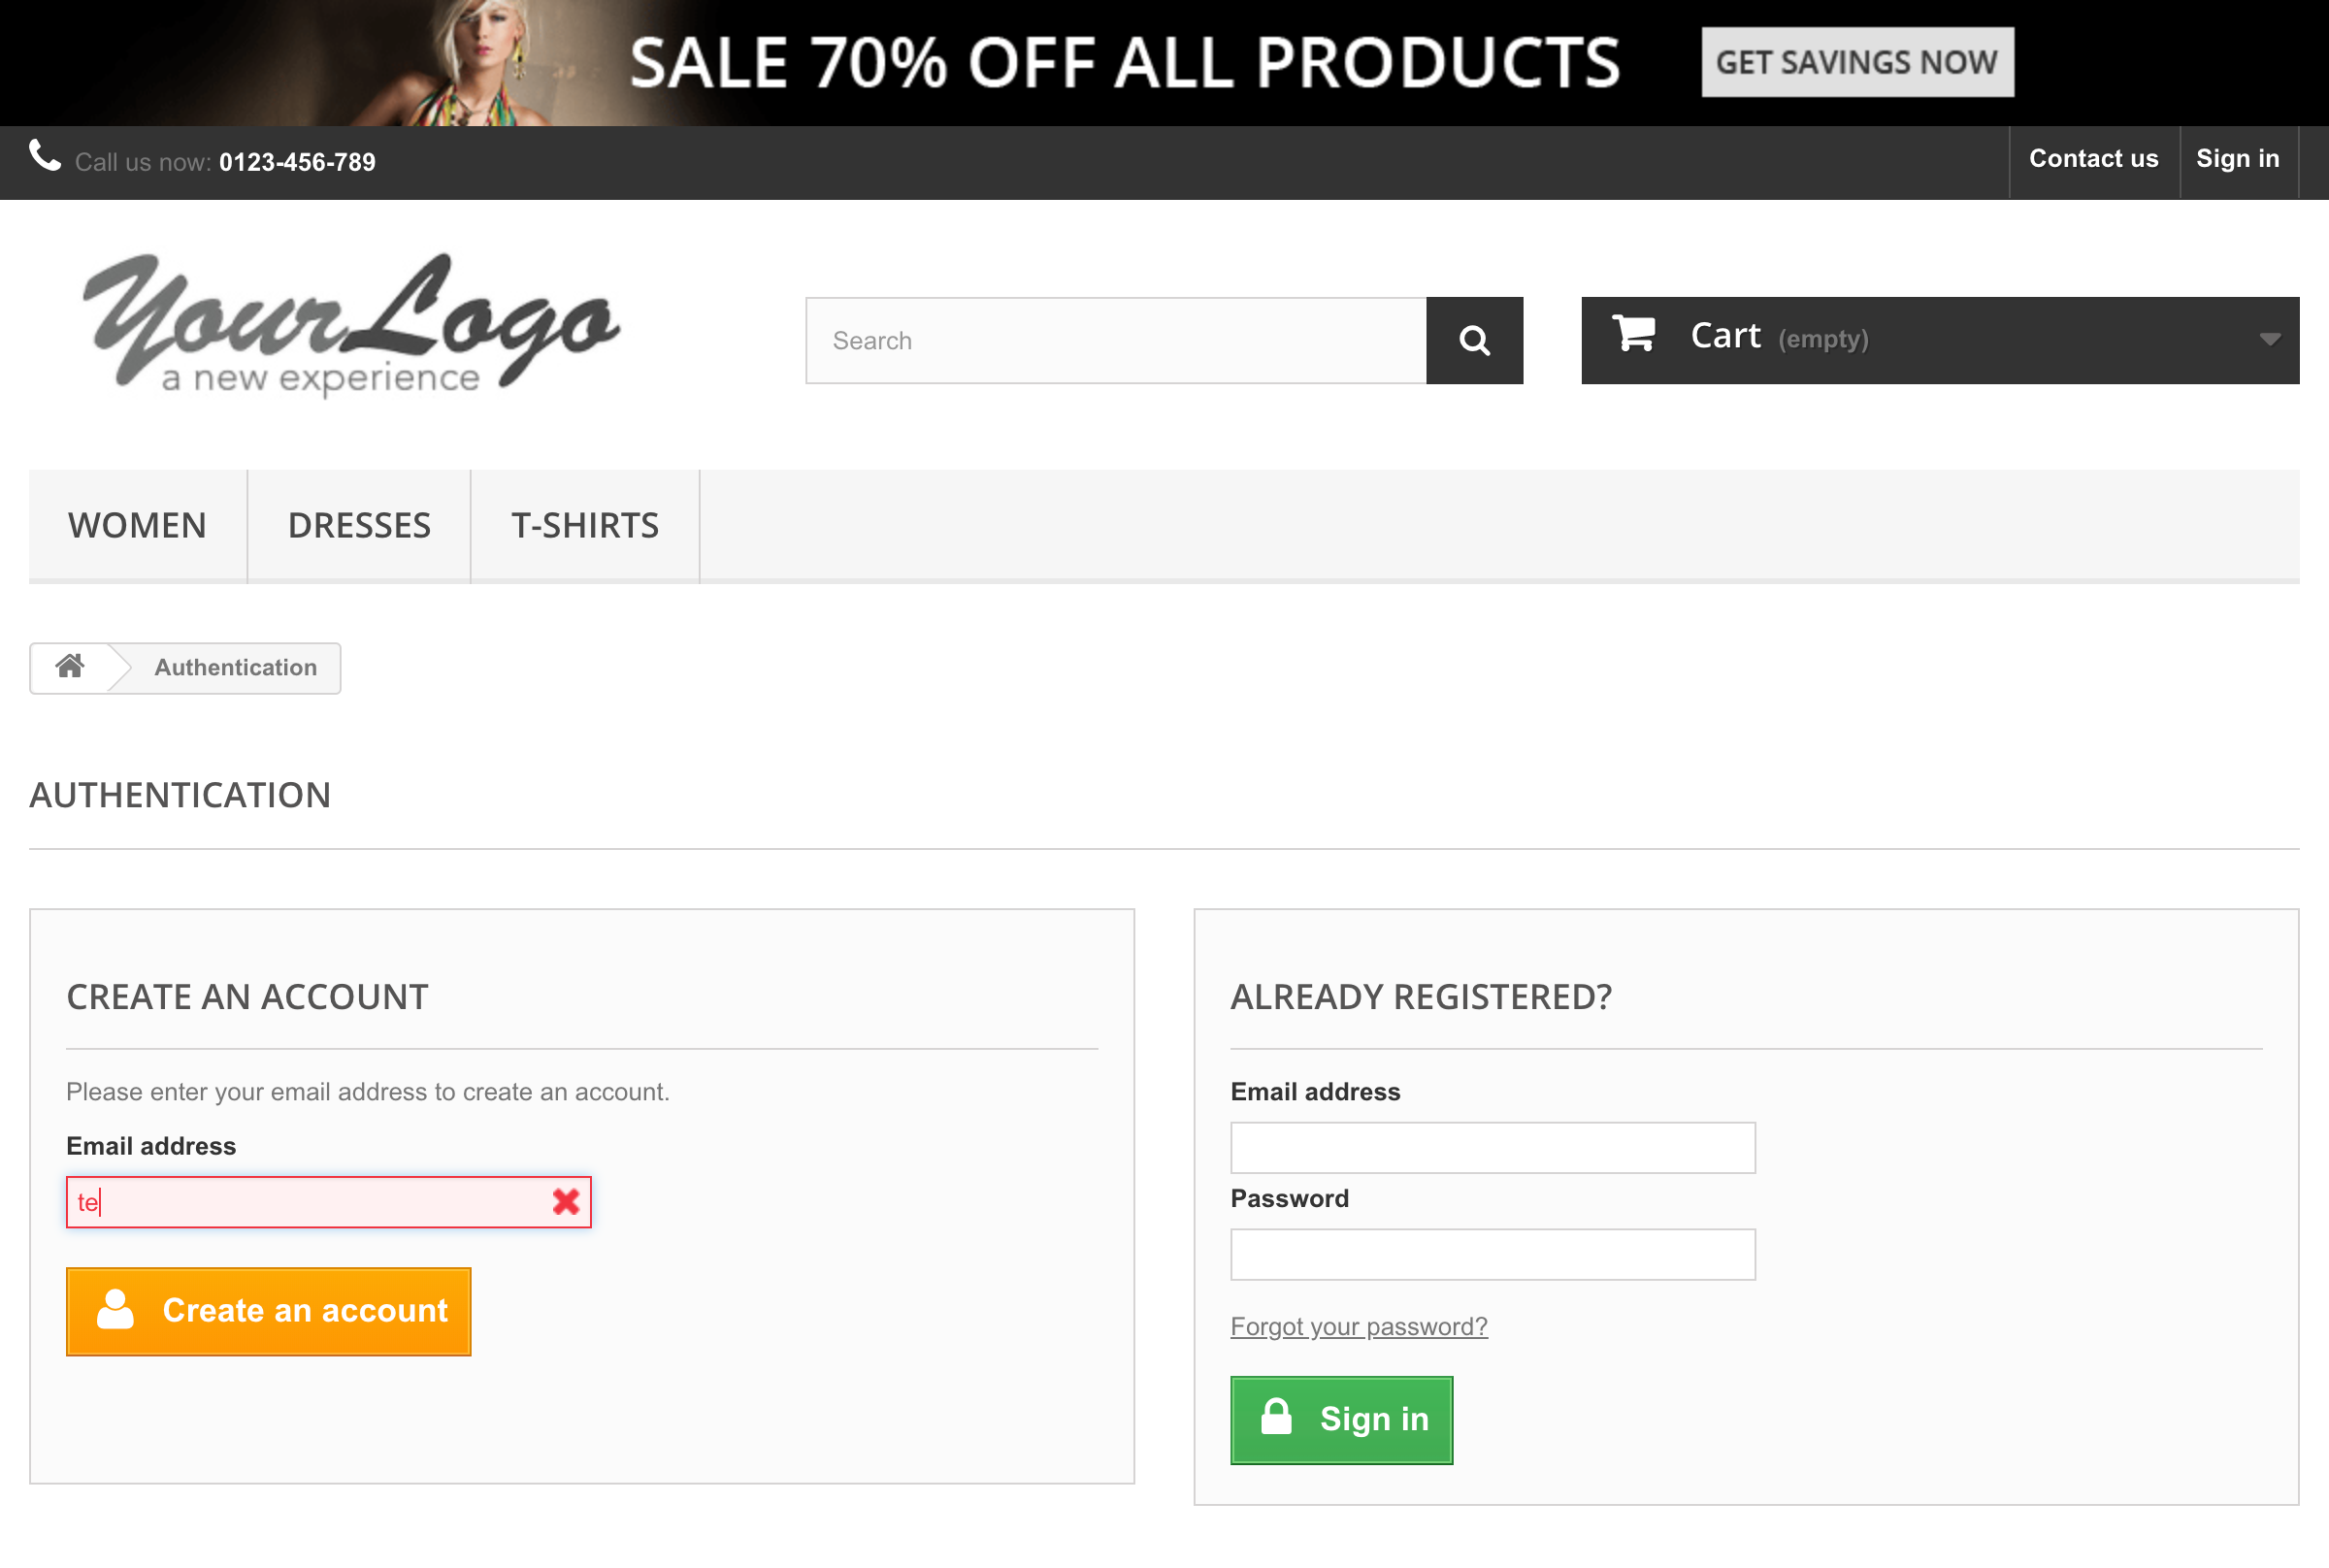 SALE 70% OFF ALL PRODUCTS GET SAVINGS NOW
Call us now: 0123-456-789 Contact us Sign in
YourLogo
a new experience
Search
Cart (empty)
WOMEN DRESSES T-SHIRTS
Authentication
AUTHENTICATION
CREATE AN ACCOUNT
Please enter your email address to create an account.
Email address
te
Create an account
ALREADY REGISTERED?
Email address
Password
Forgot your password?
Sign in